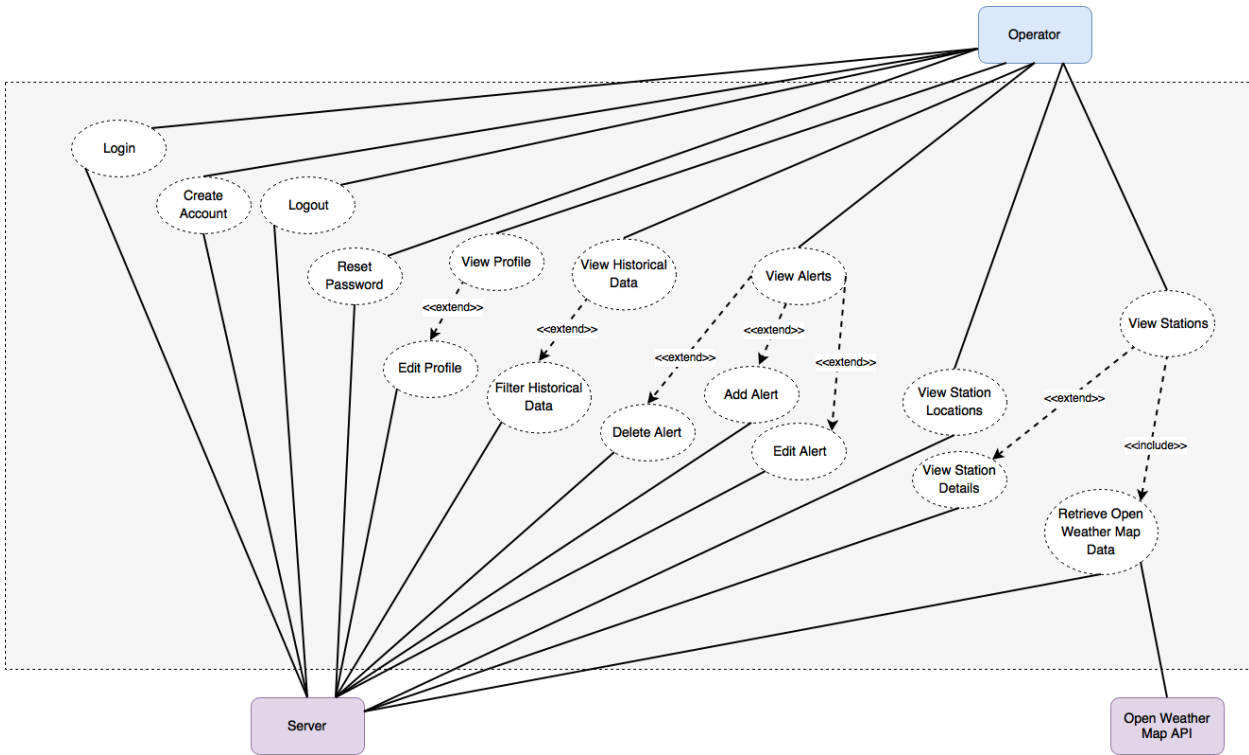 Operator
Login
Create
Account
Logout
Reset
Password
View Profile
<<extend>>
Edit Profile
View Historical
Data
<<extend>>
Filter Historical
Data
View Alerts
<<extend>>
<<extend>>
<<extend>>
Delete Alert
Add Alert
Edit Alert
View Station
Locations
View Stations
<<extend>>
<<include>>
View Station
Details
Retrieve Open
Weather Map
Data
Server
Open Weather
Map API